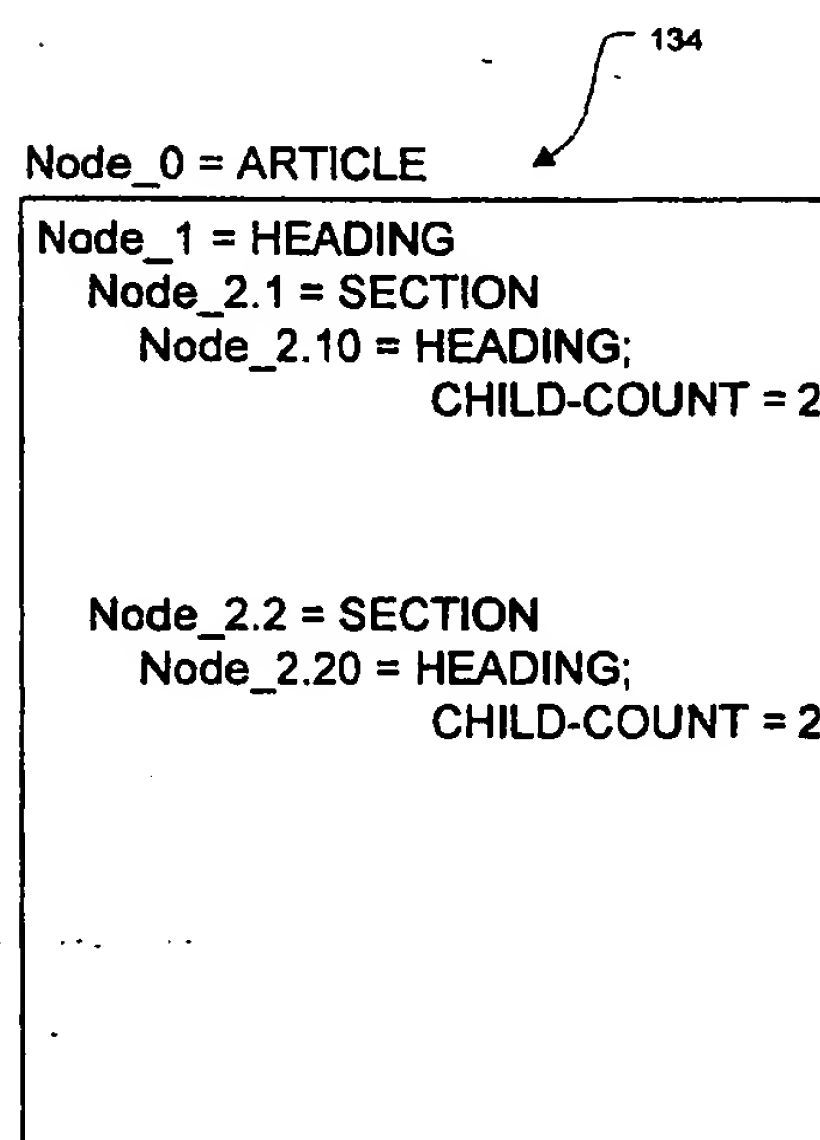 134
Node_0 = ARTICLE
Node_1 = HEADING
Node_2.1 = SECTION
Node_2.10 = HEADING;
CHILD-COUNT = 2
Node_2.2 = SECTION
Node_2.20 = HEADING;
CHILD-COUNT = 2